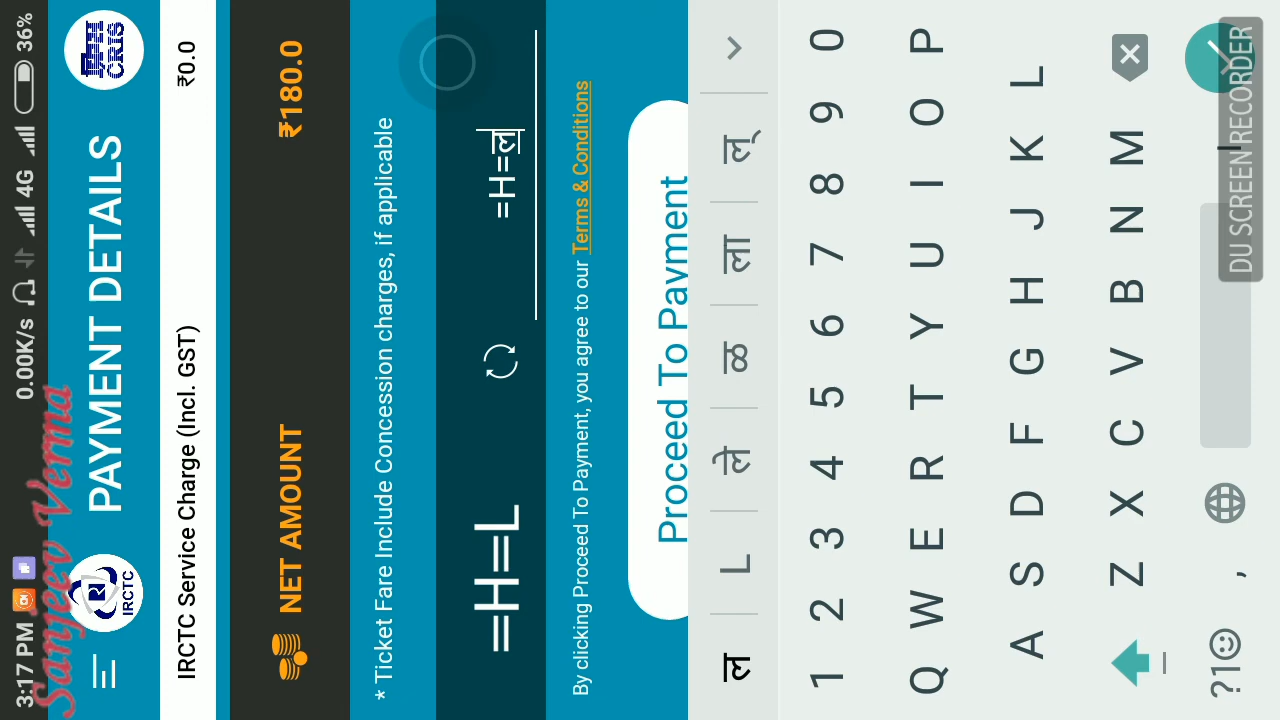 3:17 PM 0.00K/s 4G 36%
Sanjeev Verma
IRCTC PAYMENT DETAILS CRIS
IRCTC Service Charge (Incl. GST) ₹0.0
NET AMOUNT ₹180.0
* Ticket Fare Include Concession charges, if applicable
=H=L =H=ल
By clicking Proceed To Payment, you agree to our Terms & Conditions
Proceed To Payment
ल L ले ळ ला लू
1 2 3 4 5 6 7 8 9 0
Q W E R T Y U I O P
A S D F G H J K L
Z X C V B N M
?1☺ ,
DU SCREEN RECORDER